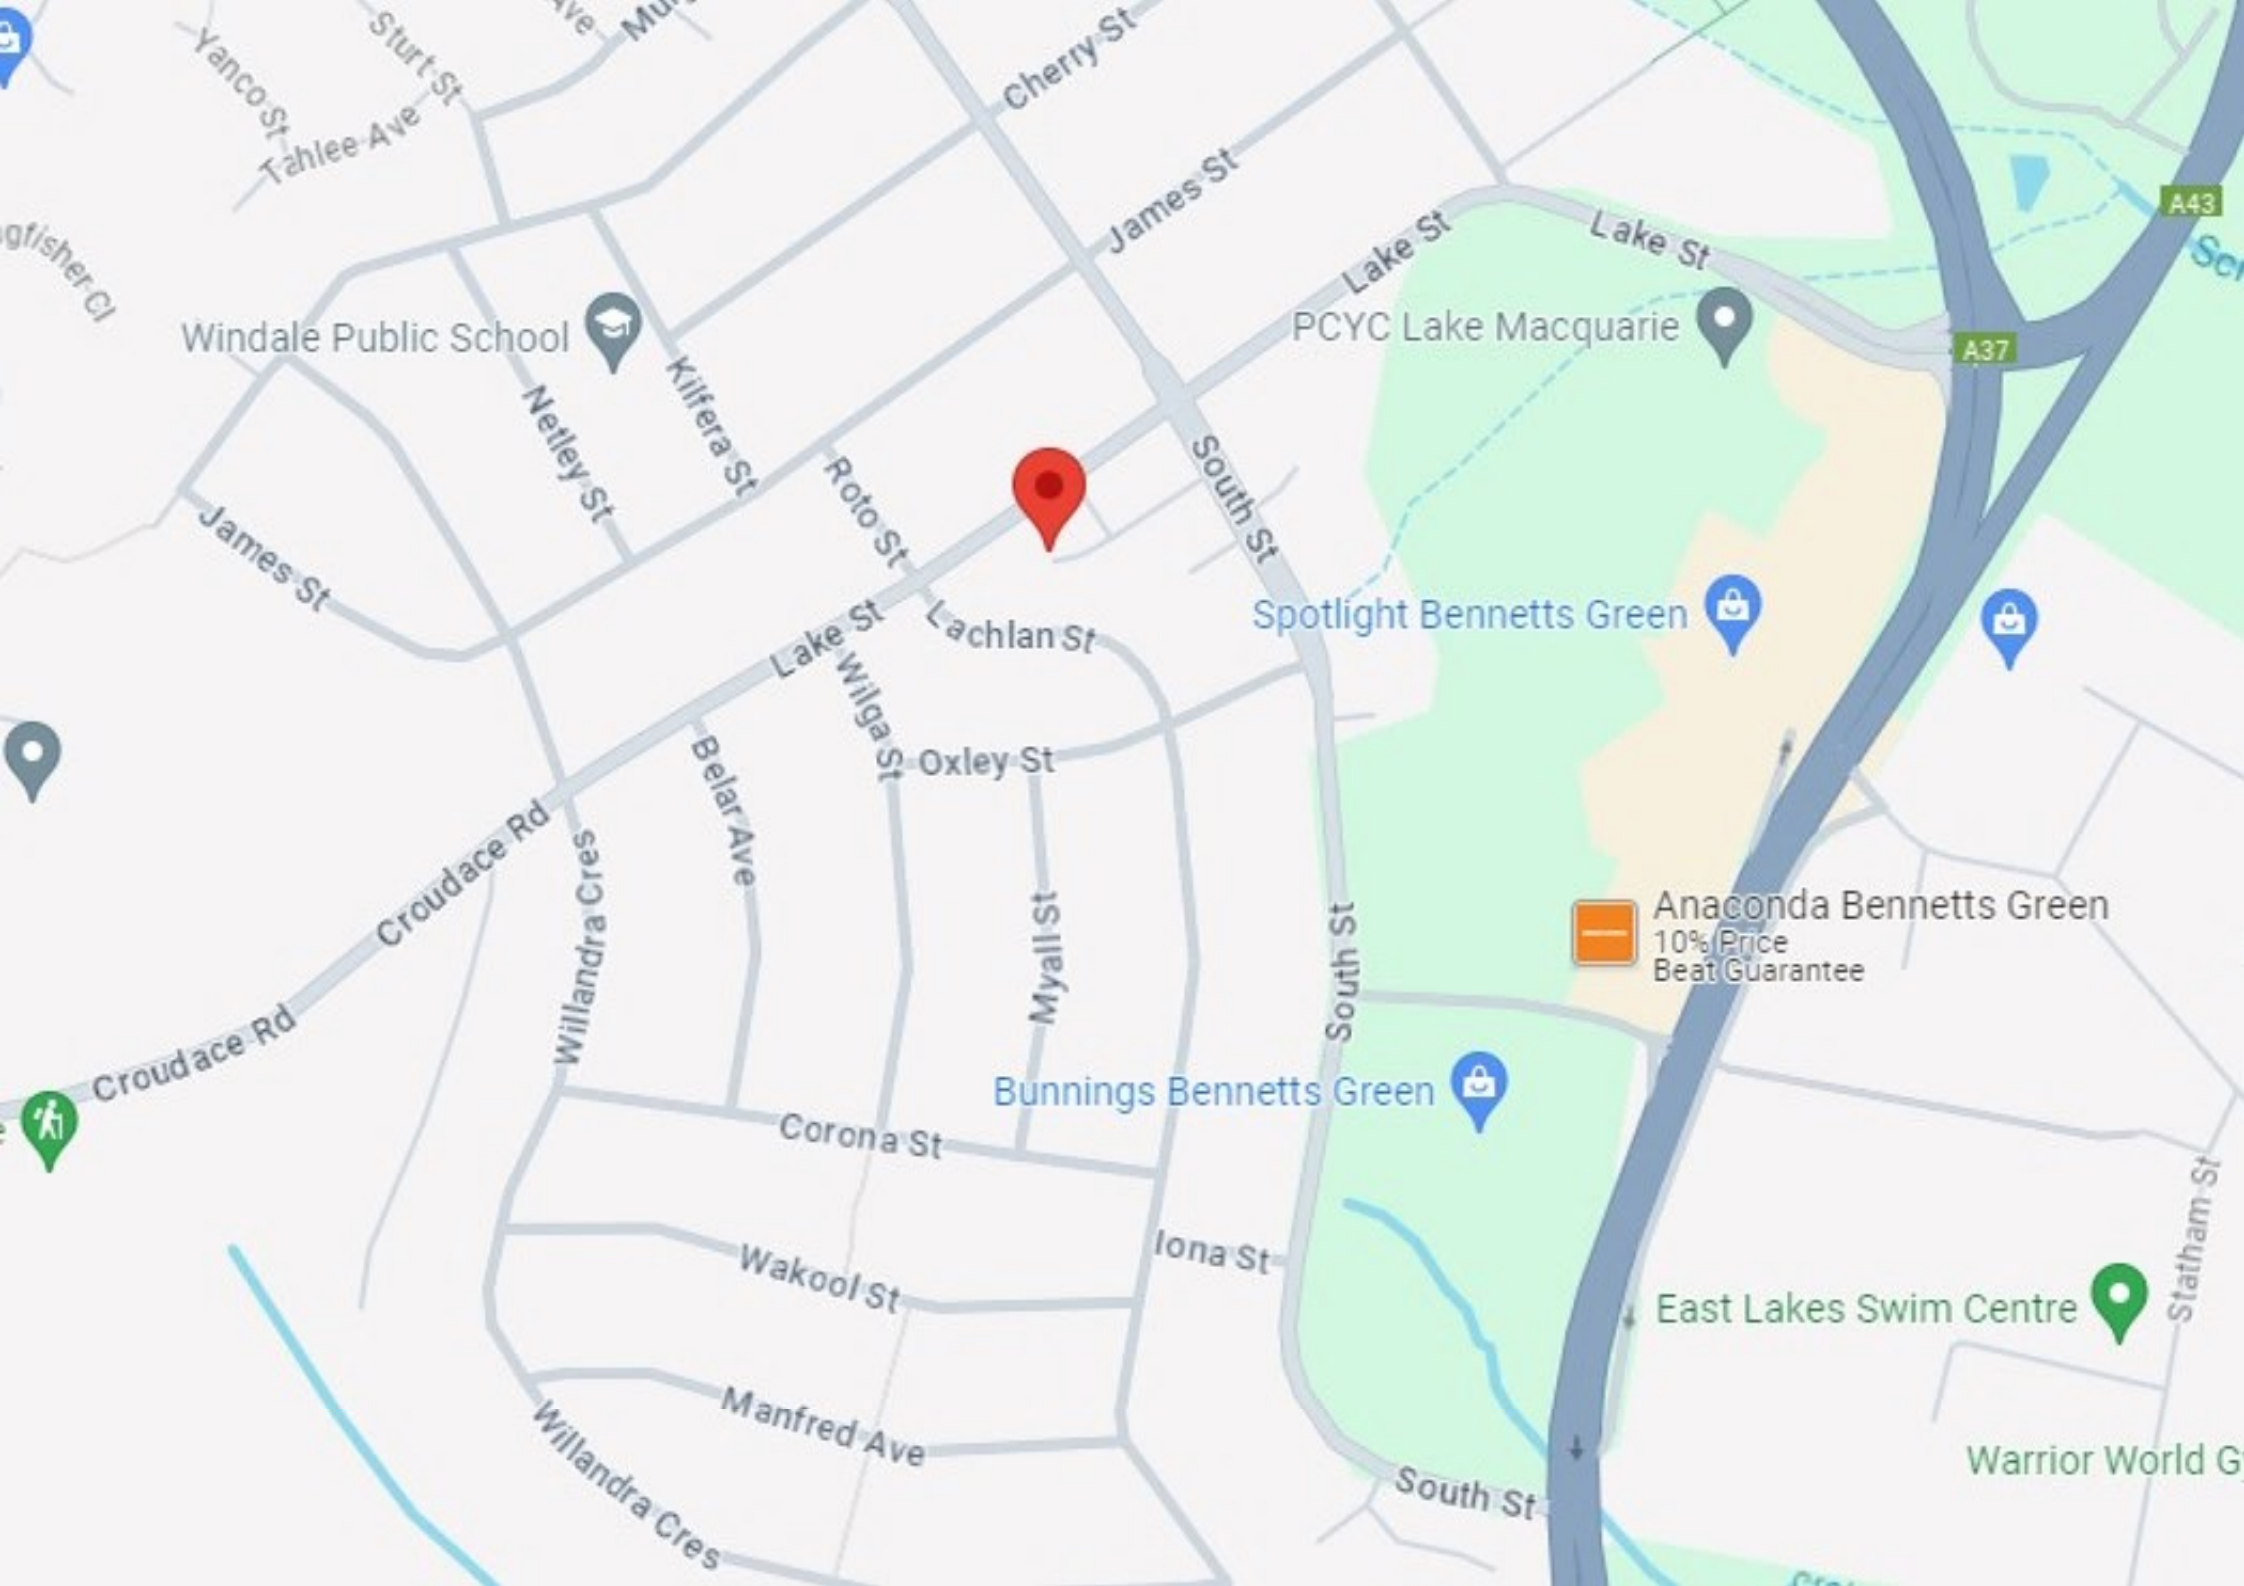 Ave
Sturt St
Yanco St
Tahlee Ave
Cherry St
James St
Lake St
Lake St
A43
A37
Windale Public School
PCYC Lake Macquarie
Kilfera St
Netley St
James St
Roto St
South St
Lachlan St
Lake St
Wilga St
Spotlight Bennetts Green
Oxley St
Belar Ave
Croudace Rd
Willandra Cres
Myall St
South St
Anaconda Bennetts Green
10% Price
Beat Guarantee
Croudace Rd
Bunnings Bennetts Green
Corona St
Iona St
Wakool St
Statham St
East Lakes Swim Centre
Manfred Ave
Willandra Cres
South St
Warrior World